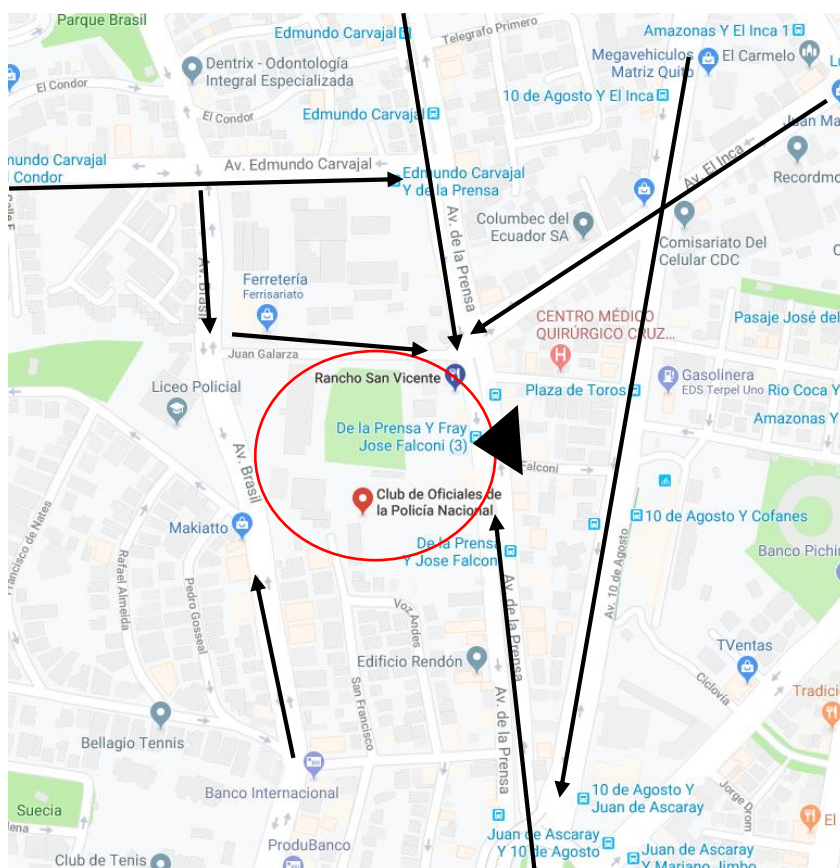 Parque Brasil
Edmundo Carvajal
Telegrafo Primero
Amazonas Y El Inca 1
Megavehiculos
Matriz Quito
El Carmelo
Dentrix - Odontología
Integral Especializada
El Condor
10 de Agosto Y El Inca
El Condor
Edmundo Carvajal
Juan Ma
mundo Carvajal
Condor
Av. Edmundo Carvajal
Edmundo Carvajal
Y de la Prensa
Av. El Inca
Recordmo
Columbec del
Ecuador SA
Comisariato Del
Celular CDC
Av. de la Prensa
Av. Brasil
Ferretería
Ferrisariato
CENTRO MÉDICO
QUIRÚRGICO CRUZ...
Pasaje José del
Juan Galarza
Rancho San Vicente
Liceo Policial
Plaza de Toros
Gasolinera
EDS Terpel Uno
Rio Coca Y
Amazonas Y
De la Prensa Y Fray
Jose Falconi (3)
Falconi
Av. Brasil
Club de Oficiales de
la Policía Nacional
10 de Agosto Y Cofanes
Makiatto
De la Prensa
Y Jose Falconi
Banco Pichi
Francisco de Nates
Rafael Almeida
Pedro Gosseal
Av. de la Prensa
Av. 10 de Agosto
Voz Andes
Edificio Rendón
TVentas
Ciclovía
San Francisco
Av. de la Prensa
Tradici
Bellagio Tennis
Banco Internacional
10 de Agosto Y
Juan de Ascaray
Jorge Drom
Suecia
El
ProduBanco
Juan de Ascaray
Y 10 de Agosto
Juan de Ascaray
Y Mariano Jimbo
Club de Tenis